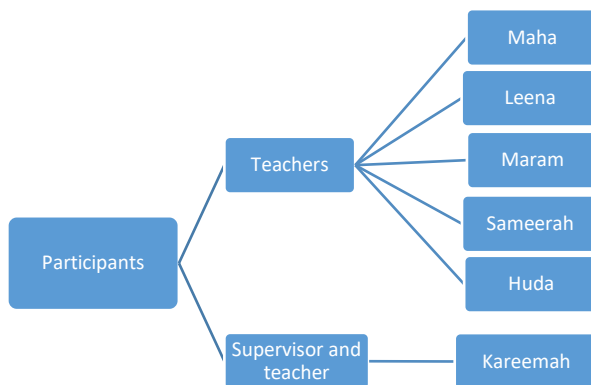 Participants
Teachers
Maha
Leena
Maram
Sameerah
Huda
Supervisor and
teacher
Kareemah